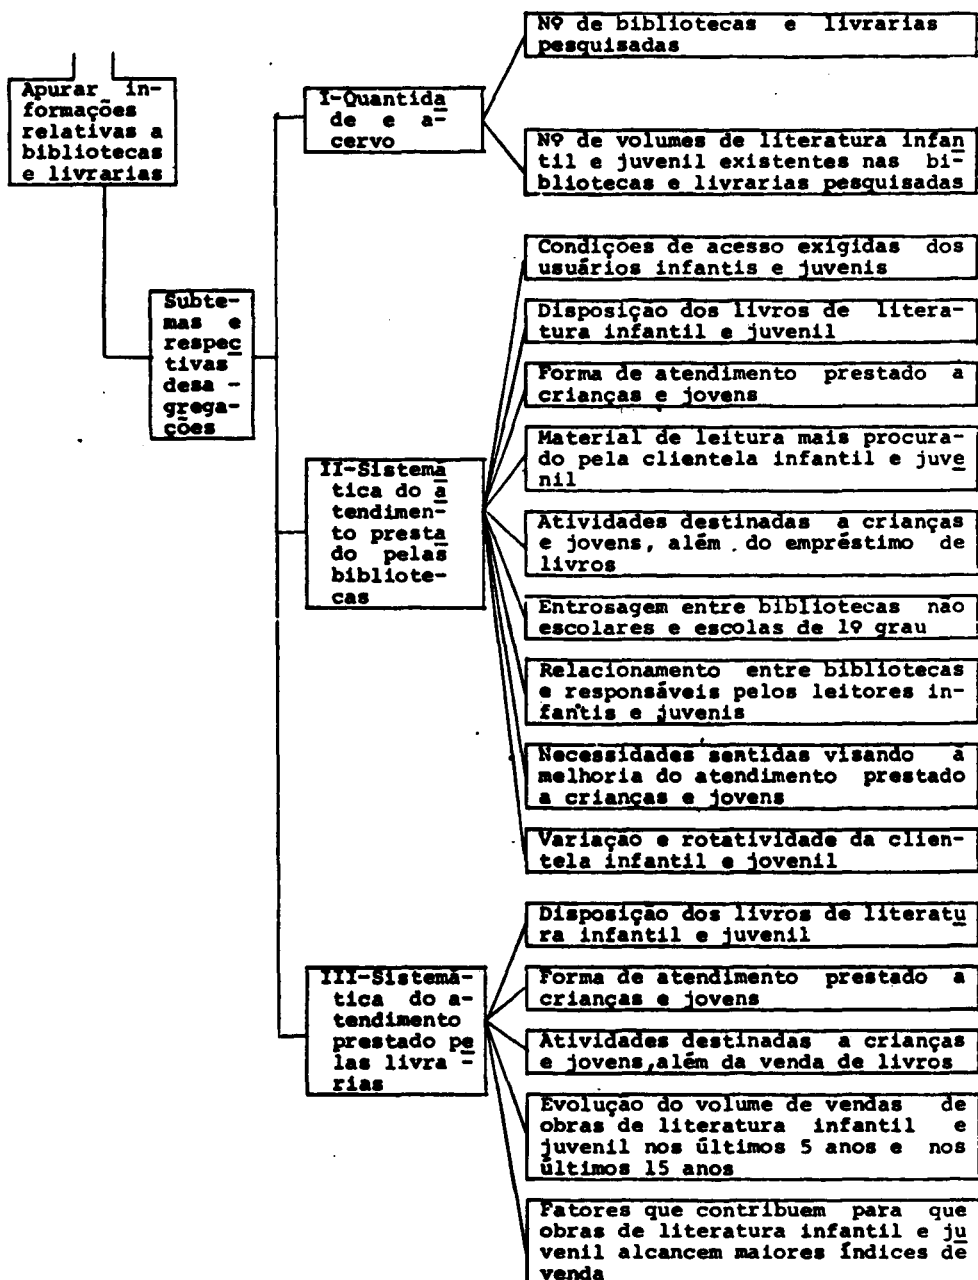 Apurar in-
formações
relativas a
bibliotecas
e livrarias
Subte-
mas e
respec
tivas
desa -
grega-
ções
I-Quantida
de e a-
cervo
Nº de bibliotecas e livrarias
pesquisadas
Nº de volumes de literatura infan
til e juvenil existentes nas bi-
bliotecas e livrarias pesquisadas
II-Sistemá
tica do a
tendimen-
to presta
do pelas
bibliote-
cas
Condições de acesso exigidas dos
usuários infantis e juvenis
Disposição dos livros de litera-
tura infantil e juvenil
Forma de atendimento prestado a
crianças e jovens
Material de leitura mais procura-
do pela clientela infantil e juve
nil
Atividades destinadas a crianças
e jovens, além do empréstimo de
livros
Entrosagem entre bibliotecas não
escolares e escolas de 1º grau
Relacionamento entre bibliotecas
e responsáveis pelos leitores in-
fantis e juvenis
Necessidades sentidas visando a
melhoria do atendimento prestado
a crianças e jovens
Variação e rotatividade da clien-
tela infantil e jovenil
III-Sistemá-
tica do a-
tendimento
prestado pe
las livra -
rias
Disposição dos livros de literatu
ra infantil e juvenil
Forma de atendimento prestado a
crianças e jovens
Atividades destinadas a crianças
e jovens,além da venda de livros
Evolução do volume de vendas de
obras de literatura infantil e
juvenil nos últimos 5 anos e nos
últimos 15 anos
Fatores que contribuem para que
obras de literatura infantil e ju
venil alcancem maiores índices de
venda